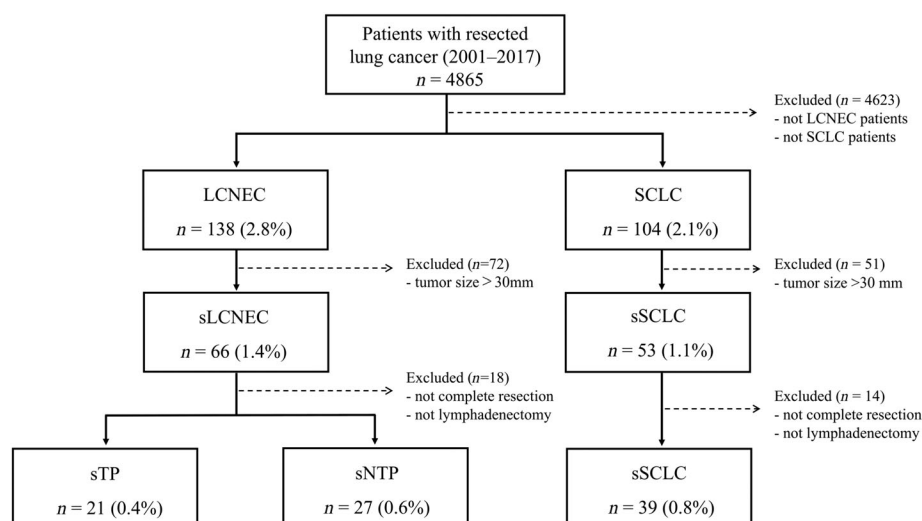 Patients with resected
lung cancer (2001–2017)
n = 4865
Excluded (n = 4623)
- not LCNEC patients
- not SCLC patients
LCNEC
n = 138 (2.8%)
SCLC
n = 104 (2.1%)
Excluded (n=72)
- tumor size > 30mm
Excluded (n = 51)
- tumor size >30 mm
sLCNEC
n = 66 (1.4%)
sSCLC
n = 53 (1.1%)
Excluded (n=18)
- not complete resection
- not lymphadenectomy
Excluded (n = 14)
- not complete resection
- not lymphadenectomy
sTP
n = 21 (0.4%)
sNTP
n = 27 (0.6%)
sSCLC
n = 39 (0.8%)